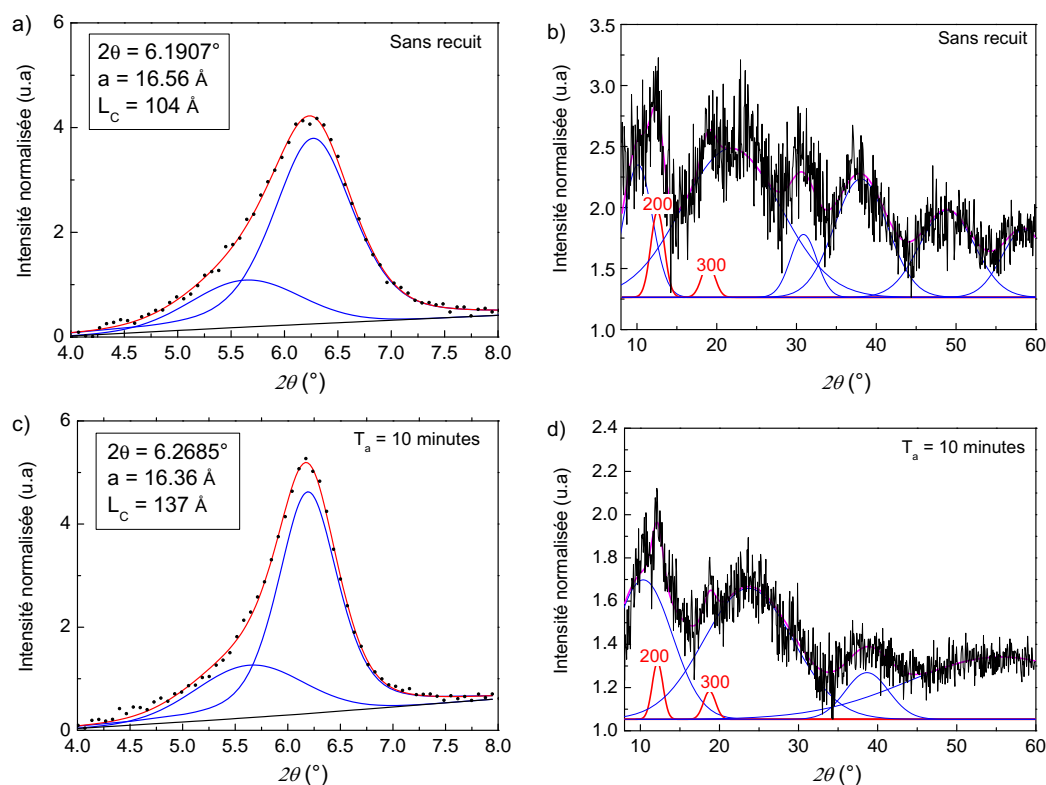 a)
Sans recuit
2θ = 6.1907°
a = 16.56 Å
L_C = 104 Å
Intensité normalisée (u.a)
6
4
2
0
4.0 4.5 5.0 5.5 6.0 6.5 7.0 7.5 8.0
2θ (°)
b)
Sans recuit
Intensité normalisée (u.a)
3.5
3.0
2.5
2.0
1.5
1.0
200
300
10 20 30 40 50 60
2θ (°)
c)
T_a = 10 minutes
2θ = 6.2685°
a = 16.36 Å
L_C = 137 Å
Intensité normalisée (u.a)
6
4
2
0
4.0 4.5 5.0 5.5 6.0 6.5 7.0 7.5 8.0
2θ (°)
d)
T_a = 10 minutes
Intensité normalisée (u.a)
2.4
2.2
2.0
1.8
1.6
1.4
1.2
1.0
200
300
10 20 30 40 50 60
2θ (°)